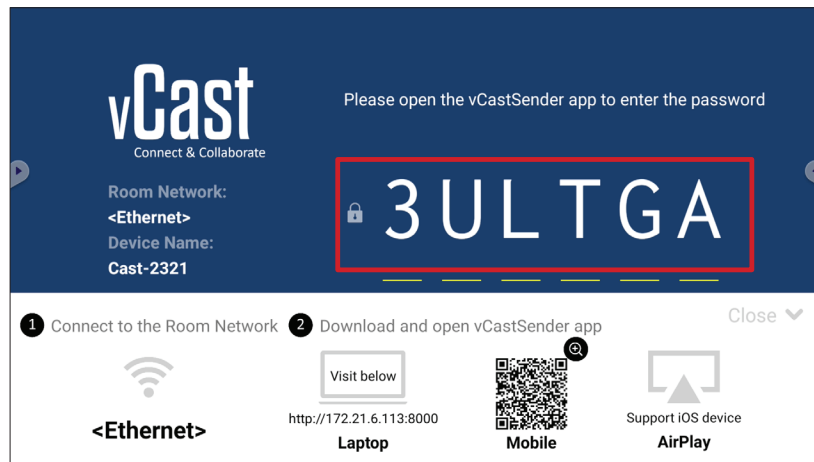 vCast
Connect & Collaborate
Please open the vCastSender app to enter the password
Room Network:
<Ethernet>
Device Name:
Cast-2321
3ULTGA
1 Connect to the Room Network
2 Download and open vCastSender app
Close
<Ethernet>
Visit below
http://172.21.6.113:8000
Laptop
Mobile
Support iOS device
AirPlay